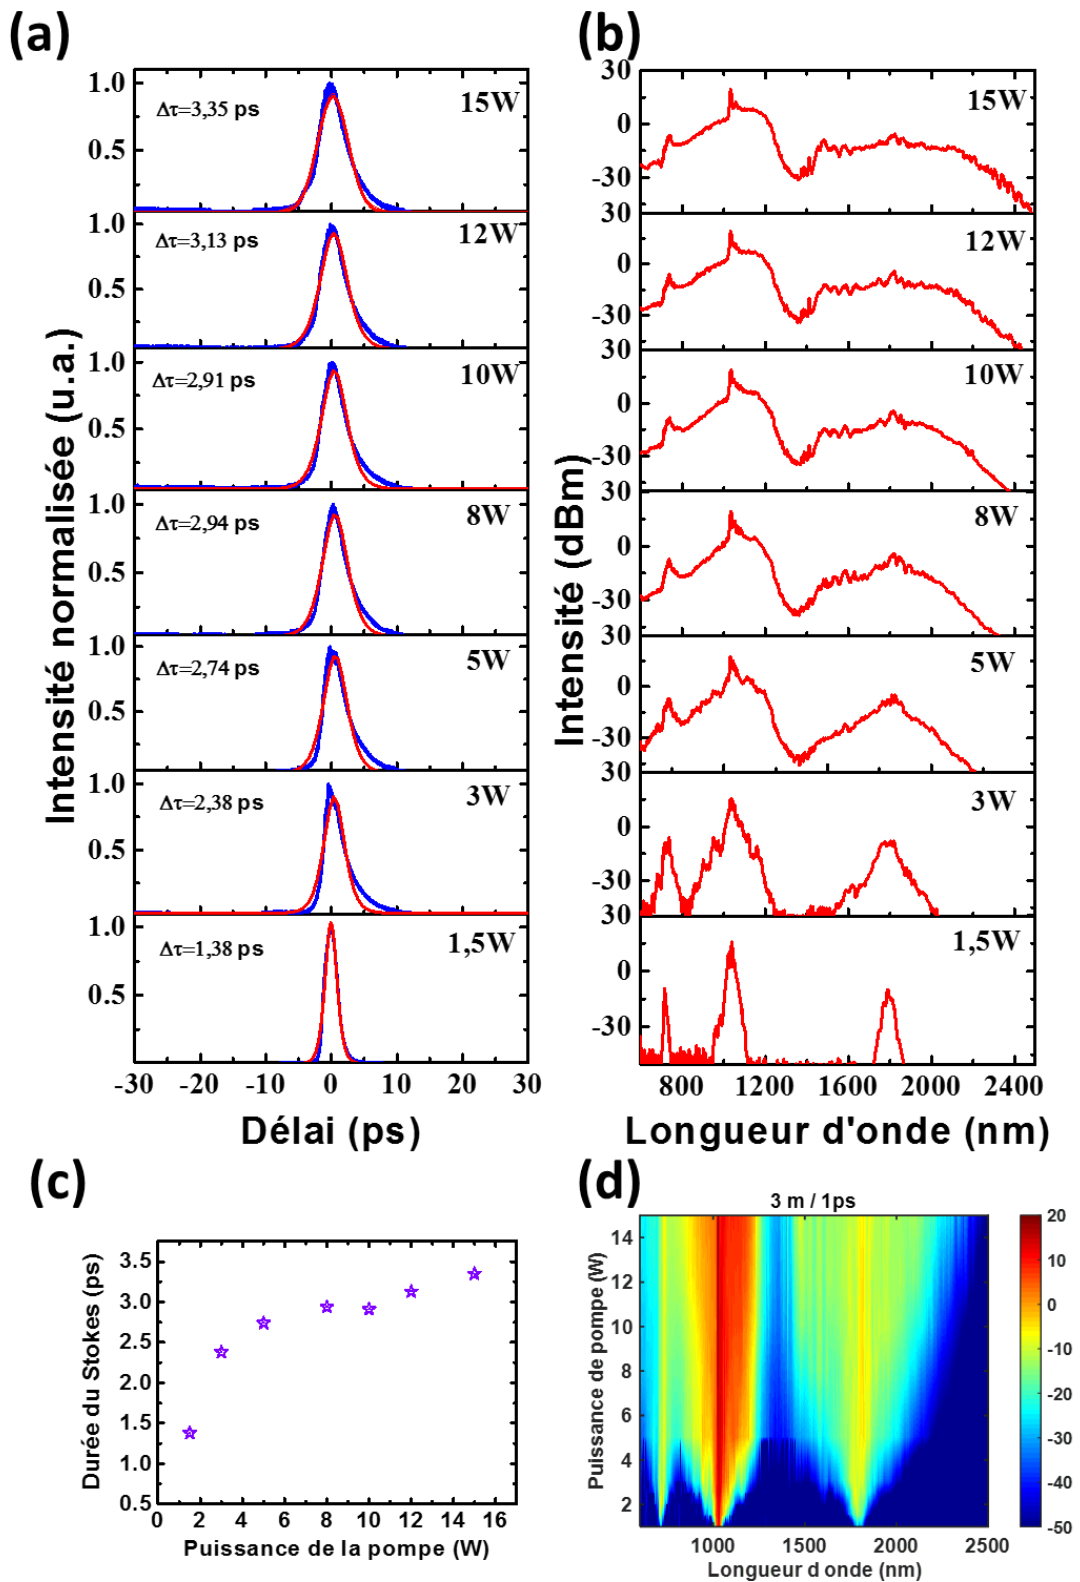 (a)
Intensité normalisée (u.a.)
1.0
0.5
Δτ=3,35 ps
15W
1.0
0.5
Δτ=3,13 ps
12W
1.0
0.5
Δτ=2,91 ps
10W
1.0
0.5
Δτ=2,94 ps
8W
1.0
0.5
Δτ=2,74 ps
5W
1.0
0.5
Δτ=2,38 ps
3W
1.0
0.5
Δτ=1,38 ps
1,5W
-30 -20 -10 0 10 20 30
Délai (ps)
(b)
Intensité (dBm)
30
0
-30
15W
30
0
-30
12W
30
0
-30
10W
30
0
-30
8W
30
0
-30
5W
30
0
-30
3W
30
0
-30
1,5W
800 1200 1600 2000 2400
Longueur d'onde (nm)
(c)
Durée du Stokes (ps)
3.5
3.0
2.5
2.0
1.5
1.0
0.5
0 2 4 6 8 10 12 14 16
Puissance de la pompe (W)
(d)
3 m / 1ps
Puissance de pompe (W)
14
12
10
8
6
4
2
1000 1500 2000 2500
Longueur d onde (nm)
20
10
0
-10
-20
-30
-40
-50